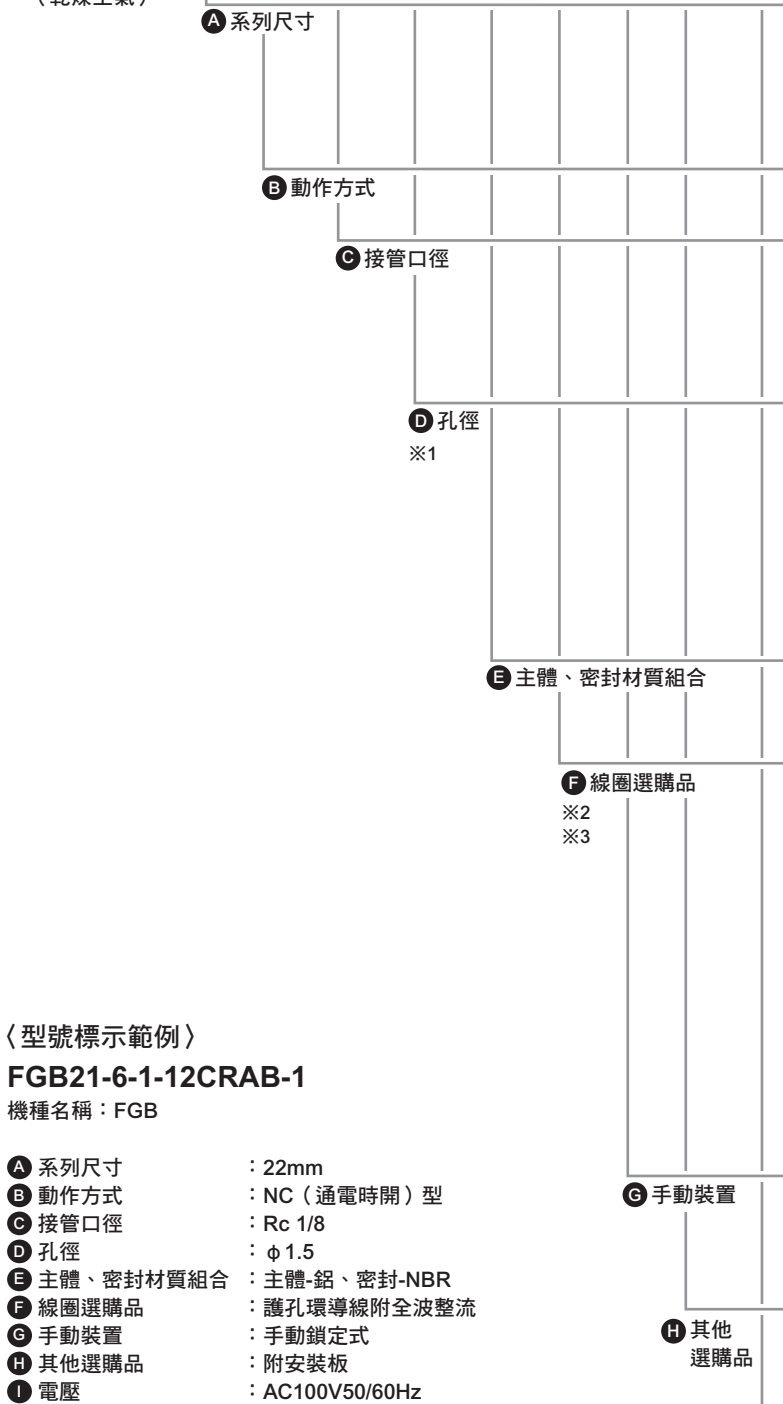 A 系列尺寸
B 動作方式
C 接管口徑
D 孔徑
※1
E 主體、密封材質組合
F 線圈選購品
※2
※3
G 手動裝置
H 其他
選購品
〈型號標示範例〉
FGB21-6-1-12CRAB-1
機種名稱：FGB
A 系列尺寸 ：22mm
B 動作方式 ：NC（通電時開）型
C 接管口徑 ：Rc 1/8
D 孔徑 ：φ1.5
E 主體、密封材質組合 ：主體-鋁、密封-NBR
F 線圈選購品 ：護孔環導線附全波整流
G 手動裝置 ：手動鎖定式
H 其他選購品 ：附安裝板
I 電壓 ：AC100V50/60Hz